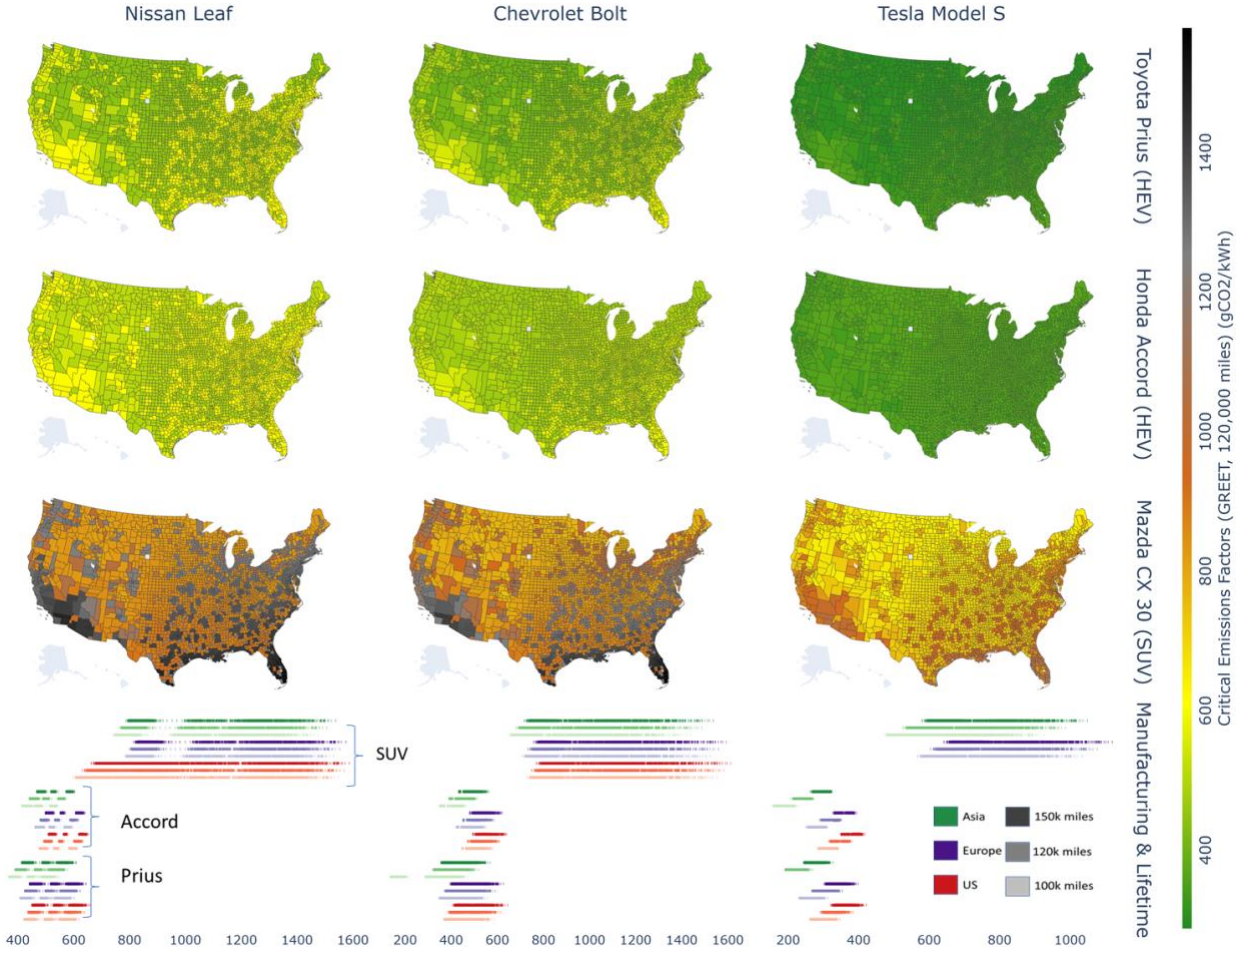 Nissan Leaf
Chevrolet Bolt
Tesla Model S
Toyota Prius (HEV)
Honda Accord (HEV)
Mazda CX 30 (SUV)
Manufacturing & Lifetime
1400
1200
1000
800
600
400
Critical Emissions Factors (GREET, 120,000 miles) (gCO2/kWh)
SUV
Accord
Prius
Asia
150k miles
Europe
120k miles
US
100k miles
400 600 800 1000 1200 1400 1600
200 400 600 800 1000 1200 1400 1600
200 400 600 800 1000